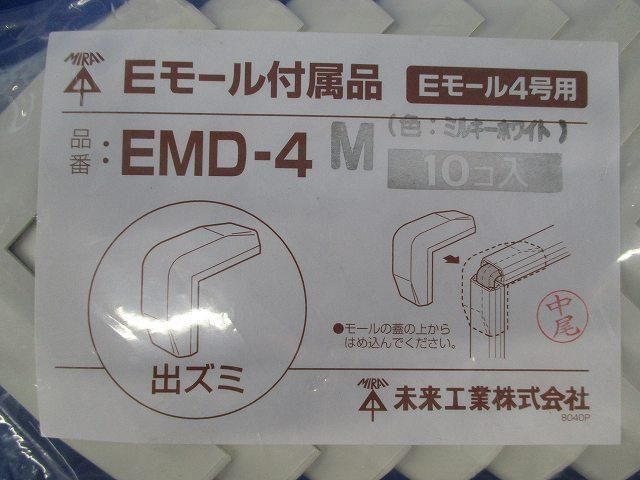 MIRAI
Eモール付属品 Eモール4号用
品番: EMD-4 M (色:ミルキーホワイト)
10コ入
●モールの蓋の上から
はめ込んでください。
中尾
出ズミ
MIRAI 未来工業株式会社
8040P